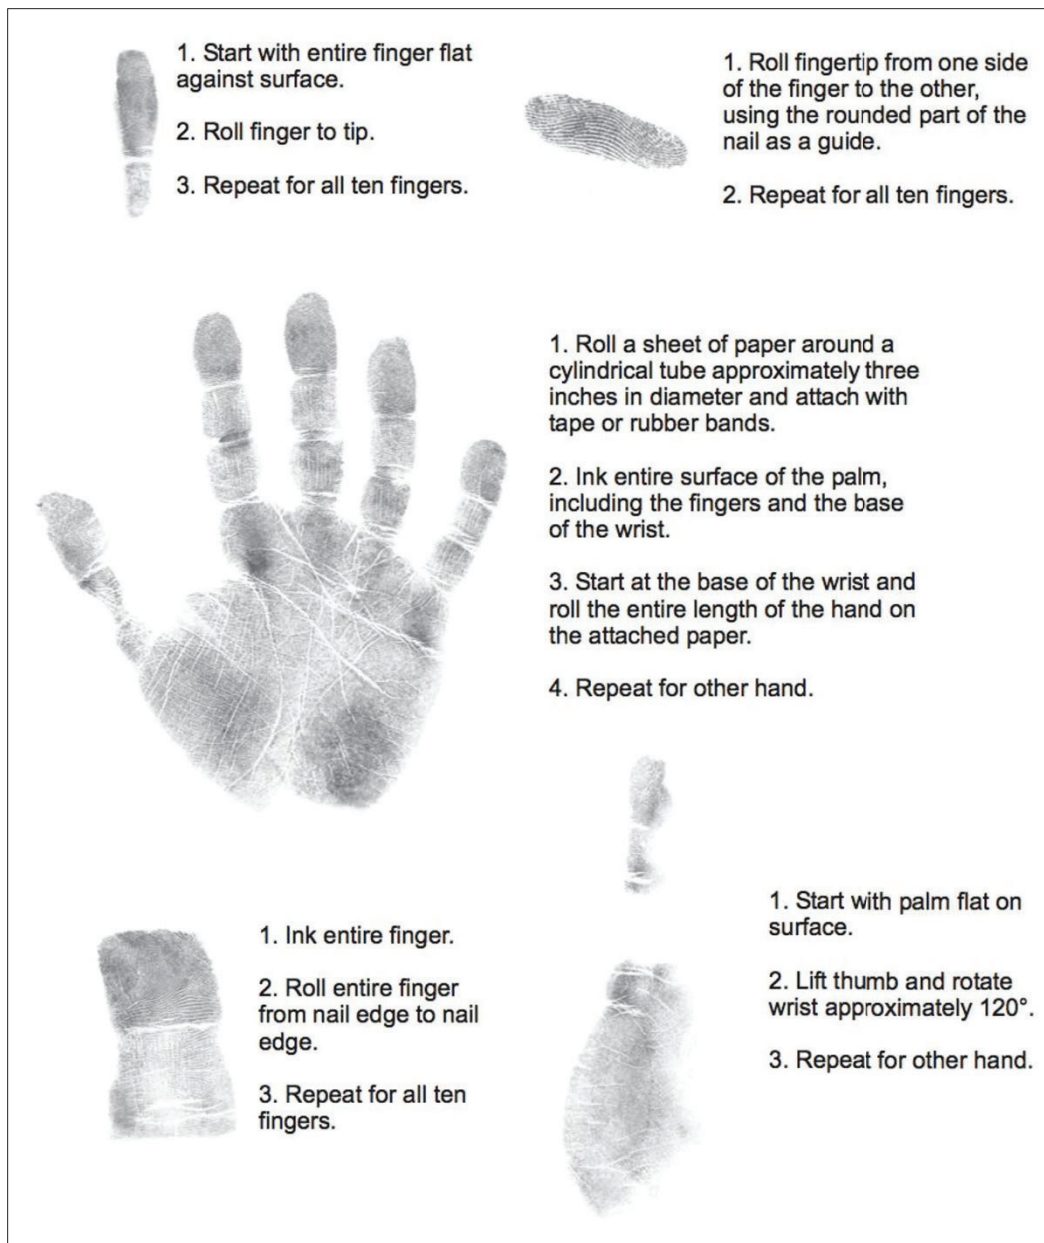 1. Start with entire finger flat
against surface.
2. Roll finger to tip.
3. Repeat for all ten fingers.
1. Roll fingertip from one side
of the finger to the other,
using the rounded part of the
nail as a guide.
2. Repeat for all ten fingers.
1. Roll a sheet of paper around a
cylindrical tube approximately three
inches in diameter and attach with
tape or rubber bands.
2. Ink entire surface of the palm,
including the fingers and the base
of the wrist.
3. Start at the base of the wrist and
roll the entire length of the hand on
the attached paper.
4. Repeat for other hand.
1. Ink entire finger.
2. Roll entire finger
from nail edge to nail
edge.
3. Repeat for all ten
fingers.
1. Start with palm flat on
surface.
2. Lift thumb and rotate
wrist approximately 120°.
3. Repeat for other hand.